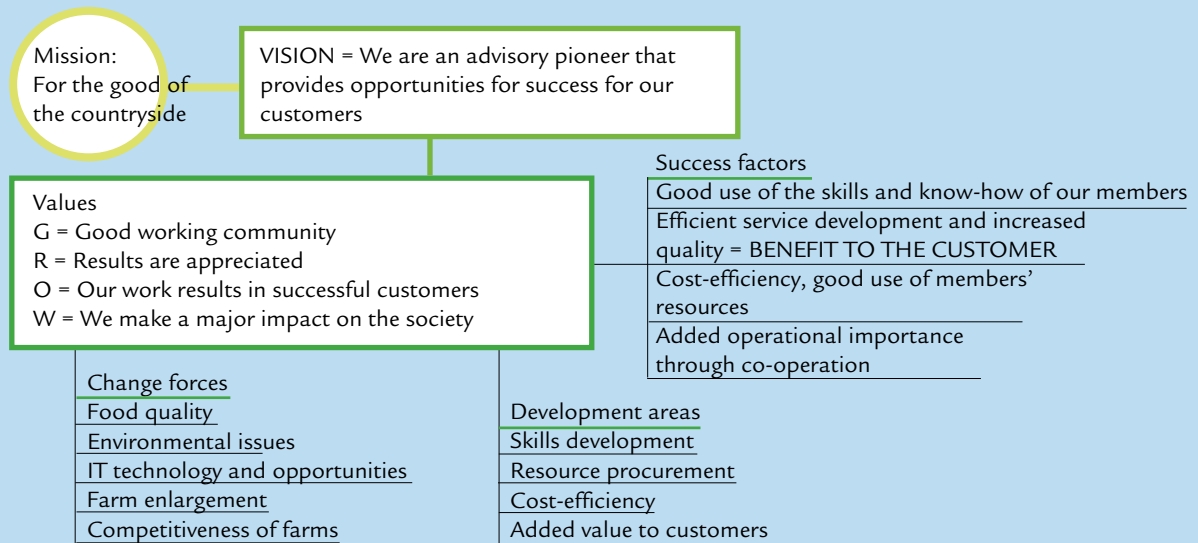 Mission:
For the good of
the countryside
VISION = We are an advisory pioneer that
provides opportunities for success for our
customers
Values
G = Good working community
R = Results are appreciated
O = Our work results in successful customers
W = We make a major impact on the society
Success factors
Good use of the skills and know-how of our members
Efficient service development and increased
quality = BENEFIT TO THE CUSTOMER
Cost-efficiency, good use of members’
resources
Added operational importance
through co-operation
Change forces
Food quality
Environmental issues
IT technology and opportunities
Farm enlargement
Competitiveness of farms
Development areas
Skills development
Resource procurement
Cost-efficiency
Added value to customers